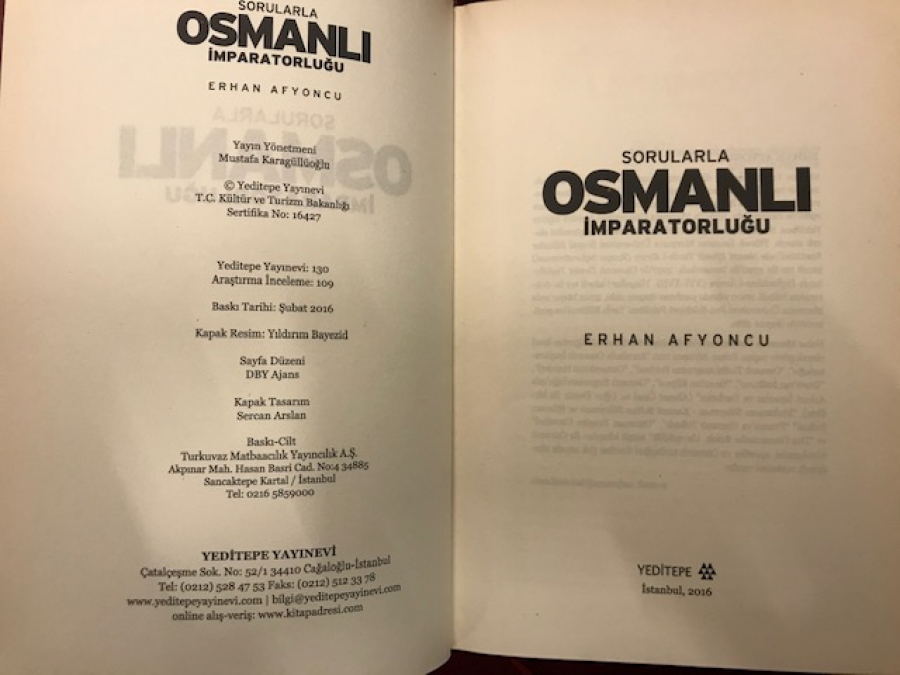 SORULARLA
OSMANLI
İMPARATORLUĞU
ERHAN AFYONCU
Yayın Yönetmeni
Mustafa Karagüllüoğlu
© Yeditepe Yayınevi
T.C. Kültür ve Turizm Bakanlığı
Sertifika No: 16427
Yeditepe Yayınevi: 130
Araştırma İnceleme: 109
Baskı Tarihi: Şubat 2016
Kapak Resim: Yıldırım Bayezid
Sayfa Düzeni
DBY Ajans
Kapak Tasarım
Sercan Arslan
Baskı-Cilt
Turkuvaz Matbaacılık Yayıncılık A.Ş.
Akpınar Mah. Hasan Basri Cad. No:4 34885
Sancaktepe Kartal / İstanbul
Tel: 0216 5859000
YEDİTEPE YAYINEVİ
Çatalçeşme Sok. No: 52/1 34410 Cağaloğlu-İstanbul
Tel: (0212) 528 47 53 Faks: (0212) 512 33 78
www.yeditepeyayinevi.com | bilgi@yeditepeyayinevi.com
online alış-veriş: www.kitapadresi.com
SORULARLA
OSMANLI
İMPARATORLUĞU
ERHAN AFYONCU
YEDİTEPE
İstanbul, 2016